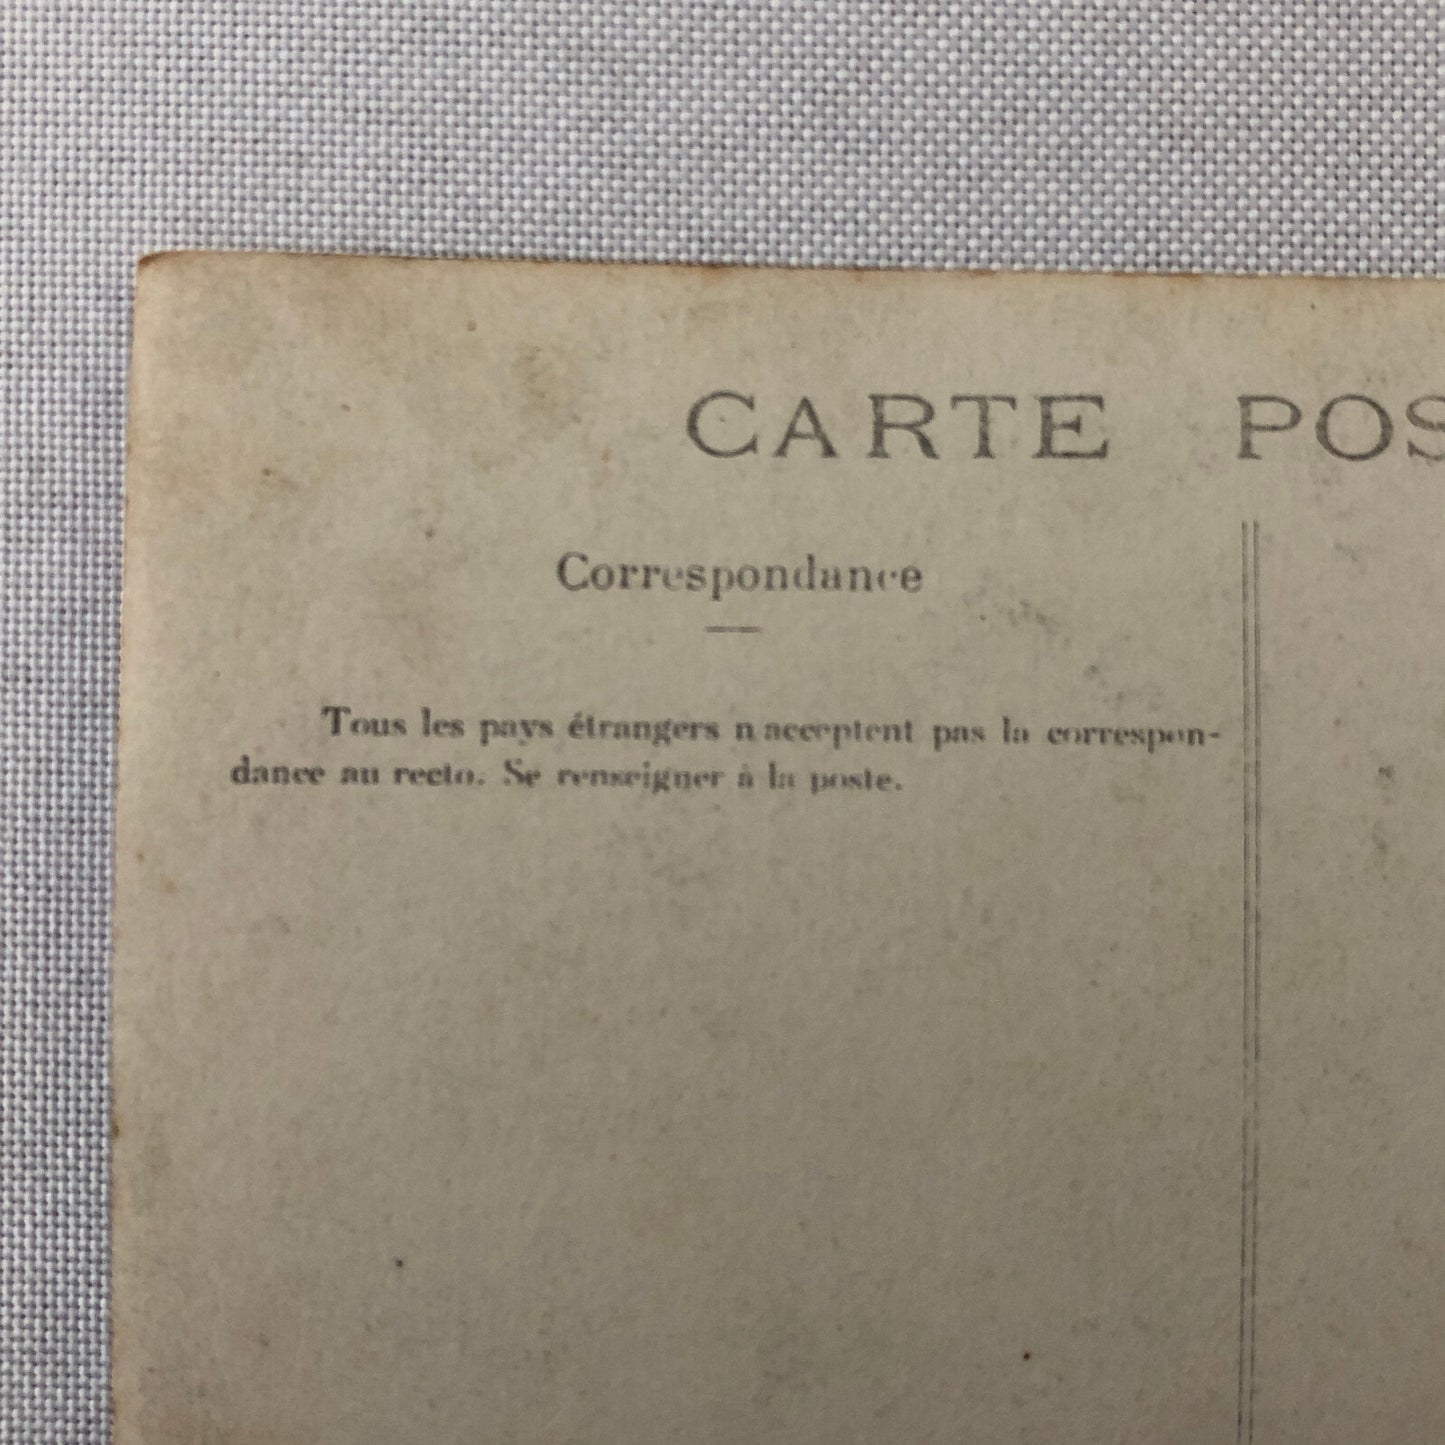 CARTE POS
Correspondance
Tous les pays étrangers n acceptent pas la correspon-
dance au recto. Se renseigner à la poste.